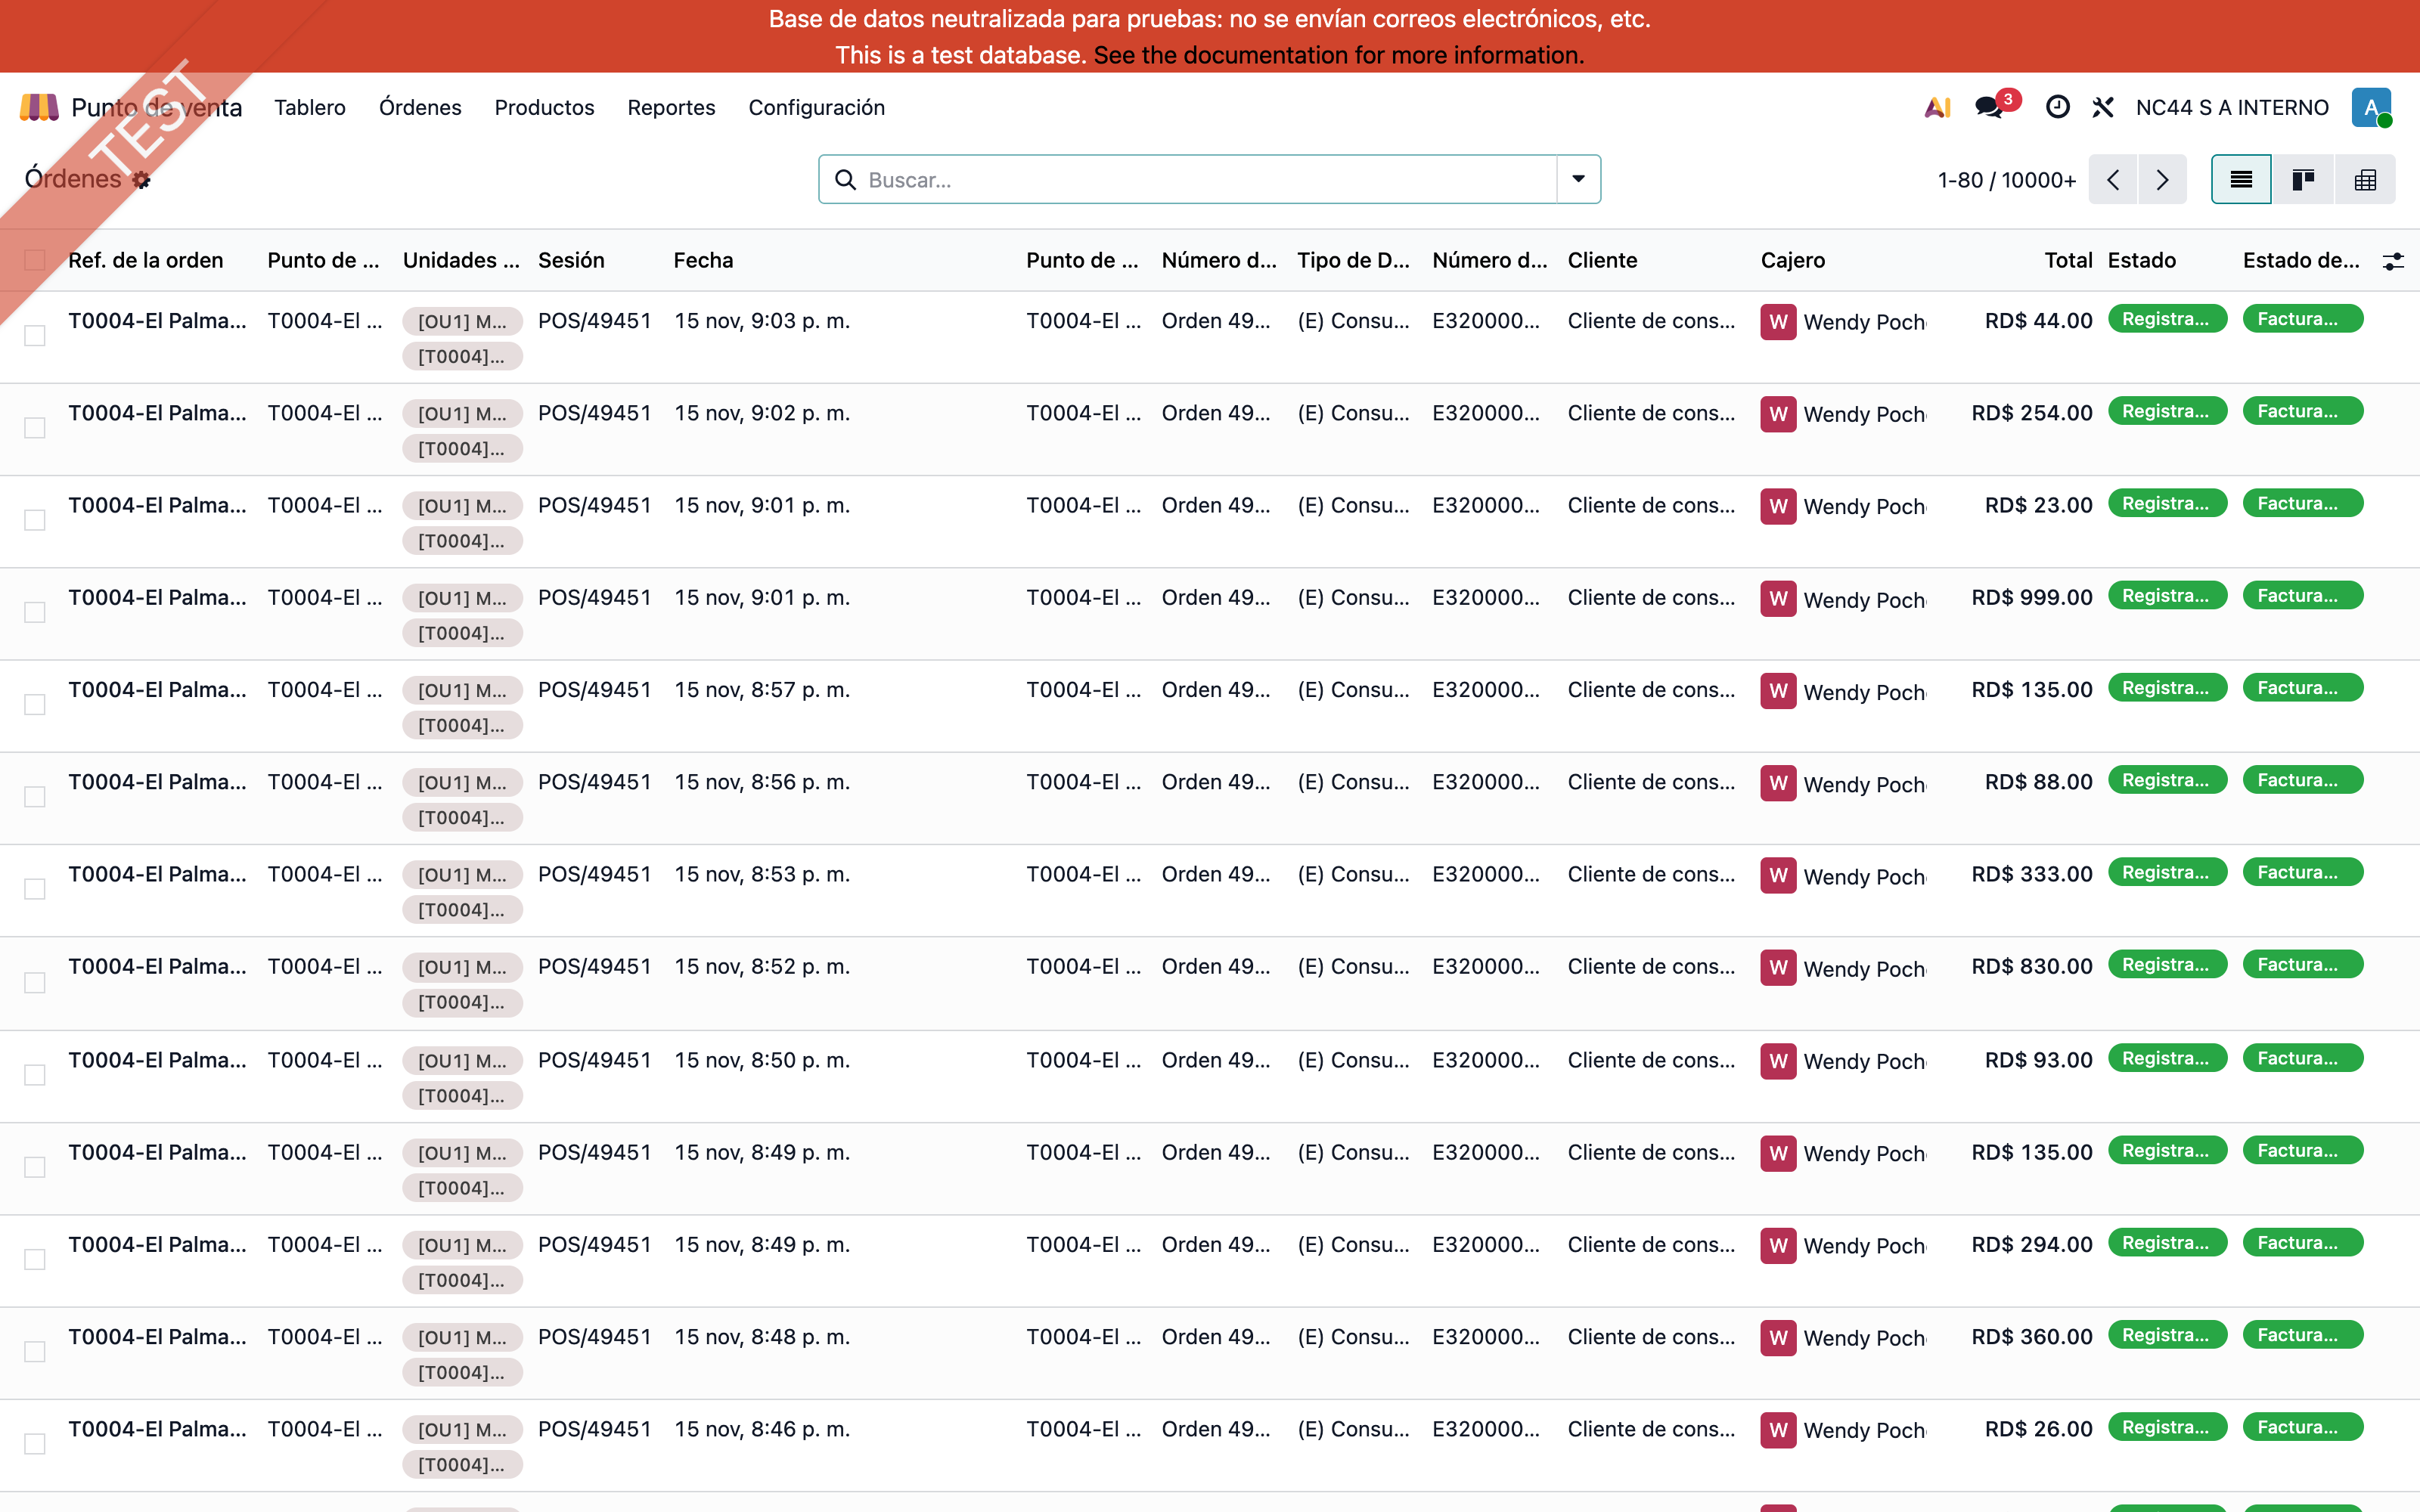 Base de datos neutralizada para pruebas: no se envían correos electrónicos, etc.
This is a test database. See the documentation for more information.
TEST
Punto de venta Tablero Órdenes Productos Reportes Configuración AI 3 NC44 S A INTERNO A
Órdenes Buscar... 1-80 / 10000+
Ref. de la orden Punto de ... Unidades ... Sesión Fecha Punto de ... Número d... Tipo de D... Número d... Cliente Cajero Total Estado Estado de...
T0004-El Palma... T0004-El ... [OU1] M... POS/49451 15 nov, 9:03 p. m. T0004-El ... Orden 49... (E) Consu... E320000... Cliente de cons... W Wendy Poch RD$ 44.00 Registra... Factura...
[T0004]...
T0004-El Palma... T0004-El ... [OU1] M... POS/49451 15 nov, 9:02 p. m. T0004-El ... Orden 49... (E) Consu... E320000... Cliente de cons... W Wendy Poch RD$ 254.00 Registra... Factura...
[T0004]...
T0004-El Palma... T0004-El ... [OU1] M... POS/49451 15 nov, 9:01 p. m. T0004-El ... Orden 49... (E) Consu... E320000... Cliente de cons... W Wendy Poch RD$ 23.00 Registra... Factura...
[T0004]...
T0004-El Palma... T0004-El ... [OU1] M... POS/49451 15 nov, 9:01 p. m. T0004-El ... Orden 49... (E) Consu... E320000... Cliente de cons... W Wendy Poch RD$ 999.00 Registra... Factura...
[T0004]...
T0004-El Palma... T0004-El ... [OU1] M... POS/49451 15 nov, 8:57 p. m. T0004-El ... Orden 49... (E) Consu... E320000... Cliente de cons... W Wendy Poch RD$ 135.00 Registra... Factura...
[T0004]...
T0004-El Palma... T0004-El ... [OU1] M... POS/49451 15 nov, 8:56 p. m. T0004-El ... Orden 49... (E) Consu... E320000... Cliente de cons... W Wendy Poch RD$ 88.00 Registra... Factura...
[T0004]...
T0004-El Palma... T0004-El ... [OU1] M... POS/49451 15 nov, 8:53 p. m. T0004-El ... Orden 49... (E) Consu... E320000... Cliente de cons... W Wendy Poch RD$ 333.00 Registra... Factura...
[T0004]...
T0004-El Palma... T0004-El ... [OU1] M... POS/49451 15 nov, 8:52 p. m. T0004-El ... Orden 49... (E) Consu... E320000... Cliente de cons... W Wendy Poch RD$ 830.00 Registra... Factura...
[T0004]...
T0004-El Palma... T0004-El ... [OU1] M... POS/49451 15 nov, 8:50 p. m. T0004-El ... Orden 49... (E) Consu... E320000... Cliente de cons... W Wendy Poch RD$ 93.00 Registra... Factura...
[T0004]...
T0004-El Palma... T0004-El ... [OU1] M... POS/49451 15 nov, 8:49 p. m. T0004-El ... Orden 49... (E) Consu... E320000... Cliente de cons... W Wendy Poch RD$ 135.00 Registra... Factura...
[T0004]...
T0004-El Palma... T0004-El ... [OU1] M... POS/49451 15 nov, 8:49 p. m. T0004-El ... Orden 49... (E) Consu... E320000... Cliente de cons... W Wendy Poch RD$ 294.00 Registra... Factura...
[T0004]...
T0004-El Palma... T0004-El ... [OU1] M... POS/49451 15 nov, 8:48 p. m. T0004-El ... Orden 49... (E) Consu... E320000... Cliente de cons... W Wendy Poch RD$ 360.00 Registra... Factura...
[T0004]...
T0004-El Palma... T0004-El ... [OU1] M... POS/49451 15 nov, 8:46 p. m. T0004-El ... Orden 49... (E) Consu... E320000... Cliente de cons... W Wendy Poch RD$ 26.00 Registra... Factura...
[T0004]...